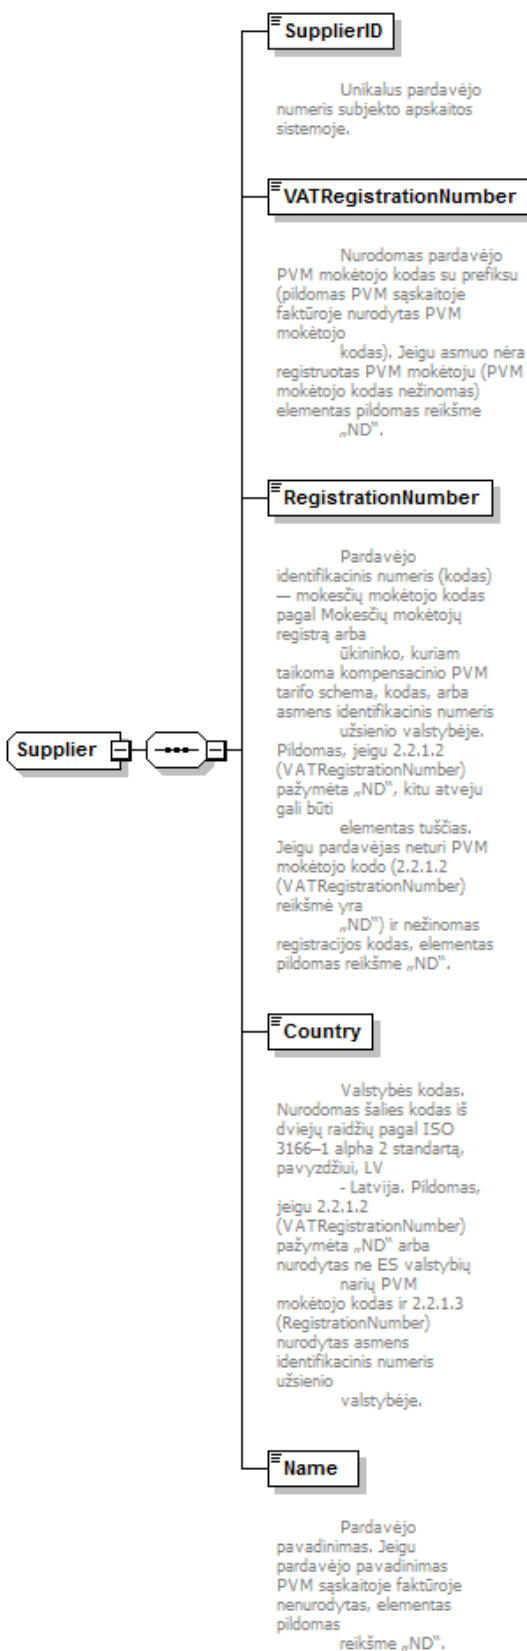 SupplierID
Unikalus pardavėjo
numeris subjekto apskaitos
sistemoje.
VATRegistrationNumber
Nurodomas pardavėjo
PVM mokėtojo kodas su prefiksu
(pildomas PVM sąskaitoje
faktūroje nurodytas PVM
mokėtojo
kodas). Jeigu asmuo nėra
registruotas PVM mokėtoju (PVM
mokėtojo kodas nežinomas)
elementas pildomas reikšme
„ND“.
RegistrationNumber
Pardavėjo
identifikacinis numeris (kodas)
— mokesčių mokėtojo kodas
pagal Mokesčių mokėtojų
registrą arba
ūkininko, kuriam
taikoma kompensacinio PVM
tarifo schema, kodas, arba
asmens identifikacinis numeris
užsienio valstybėje.
Supplier
Pildomas, jeigu 2.2.1.2
(VATRegistrationNumber)
pažymėta „ND“, kitu atveju
gali būti
elementas tuščias.
Jeigu pardavėjas neturi PVM
mokėtojo kodo (2.2.1.2
(VATRegistrationNumber)
reikšmė yra
„ND“) ir nežinomas
registracijos kodas, elementas
pildomas reikšme „ND“.
Country
Valstybės kodas.
Nurodomas šalies kodas iš
dviejų raidžių pagal ISO
3166–1 alpha 2 standartą,
pavyzdžiui, LV
- Latvija. Pildomas,
jeigu 2.2.1.2
(VATRegistrationNumber)
pažymėta „ND“ arba
nurodytas ne ES valstybių
narių PVM
mokėtojo kodas ir 2.2.1.3
(RegistrationNumber)
nurodytas asmens
identifikacinis numeris
užsienio
valstybėje.
Name
Pardavėjo
pavadinimas. Jeigu
pardavėjo pavadinimas
PVM sąskaitoje faktūroje
nenurodytas, elementas
pildomas
reikšme „ND“.